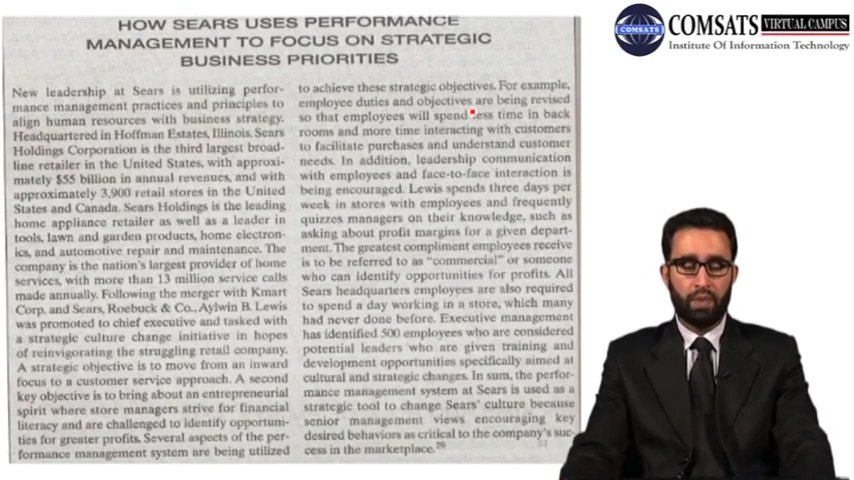 HOW SEARS USES PERFORMANCE
MANAGEMENT TO FOCUS ON STRATEGIC
BUSINESS PRIORITIES
New leadership at Sears is utilizing perfor-
mance management practices and principles to
align human resources with business strategy.
Headquartered in Hoffman Estates, Illinois, Sears
Holdings Corporation is the third largest broad-
line retailer in the United States, with approxi-
mately $55 billion in annual revenues, and with
approximately 3,900 retail stores in the United
States and Canada. Sears Holdings is the leading
home appliance retailer as well as a leader in
tools, lawn and garden products, home electron-
ics, and automotive repair and maintenance. The
company is the nation's largest provider of home
services, with more than 13 million service calls
made annually. Following the merger with Kmart
Corp. and Sears, Roebuck & Co., Aylwin B. Lewis
was promoted to chief executive and tasked with
a strategic culture change initiative in hopes
of reinvigorating the struggling retail company.
A strategic objective is to move from an inward
focus to a customer service approach. A second
key objective is to bring about an entrepreneurial
spirit where store managers strive for financial
literacy and are challenged to identify opportuni-
ties for greater profits. Several aspects of the per-
formance management system are being utilized
to achieve these strategic objectives. For example,
employee duties and objectives are being revised
so that employees will spend less time in back
rooms and more time interacting with customers
to facilitate purchases and understand customer
needs. In addition, leadership communication
with employees and face-to-face interaction is
being encouraged. Lewis spends three days per
week in stores with employees and frequently
quizzes managers on their knowledge, such as
asking about profit margins for a given depart-
ment. The greatest compliment employees receive
is to be referred to as “commercial” or someone
who can identify opportunities for profits. All
Sears headquarters employees are also required
to spend a day working in a store, which many
had never done before. Executive management
has identified 500 employees who are considered
potential leaders who are given training and
development opportunities specifically aimed at
cultural and strategic changes. In sum, the perfor-
mance management system at Sears is used as a
strategic tool to change Sears' culture because
senior management views encouraging key
desired behaviors as critical to the company's suc-
cess in the marketplace.
COMSATS VIRTUAL CAMPUS
Institute Of Information Technology
COMSATS